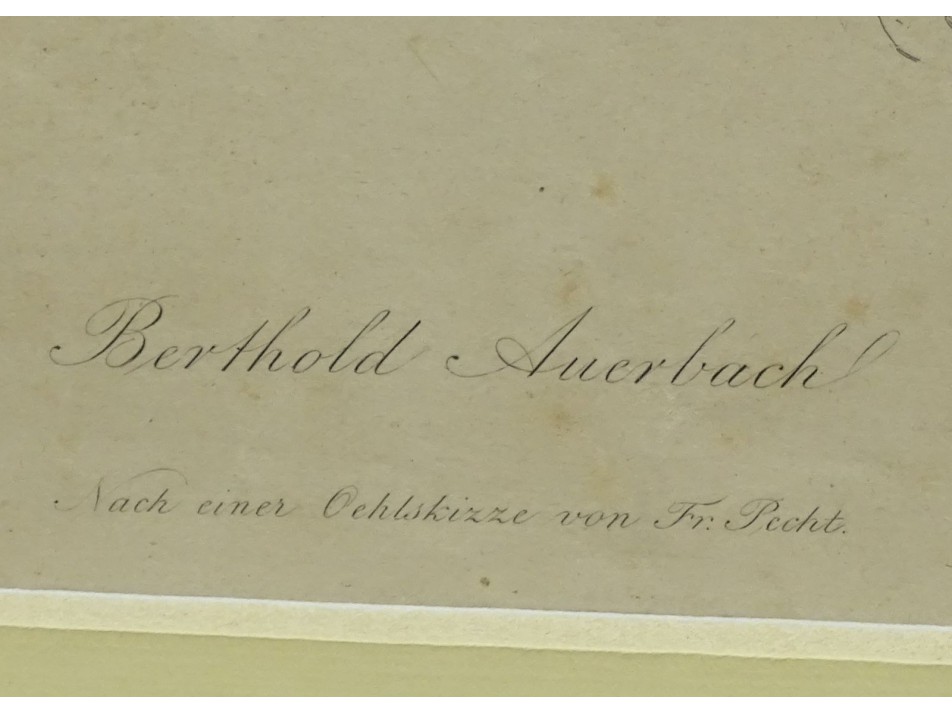 Berthold Auerbach
Nach einer Oehlskizze von Fr. Pecht.